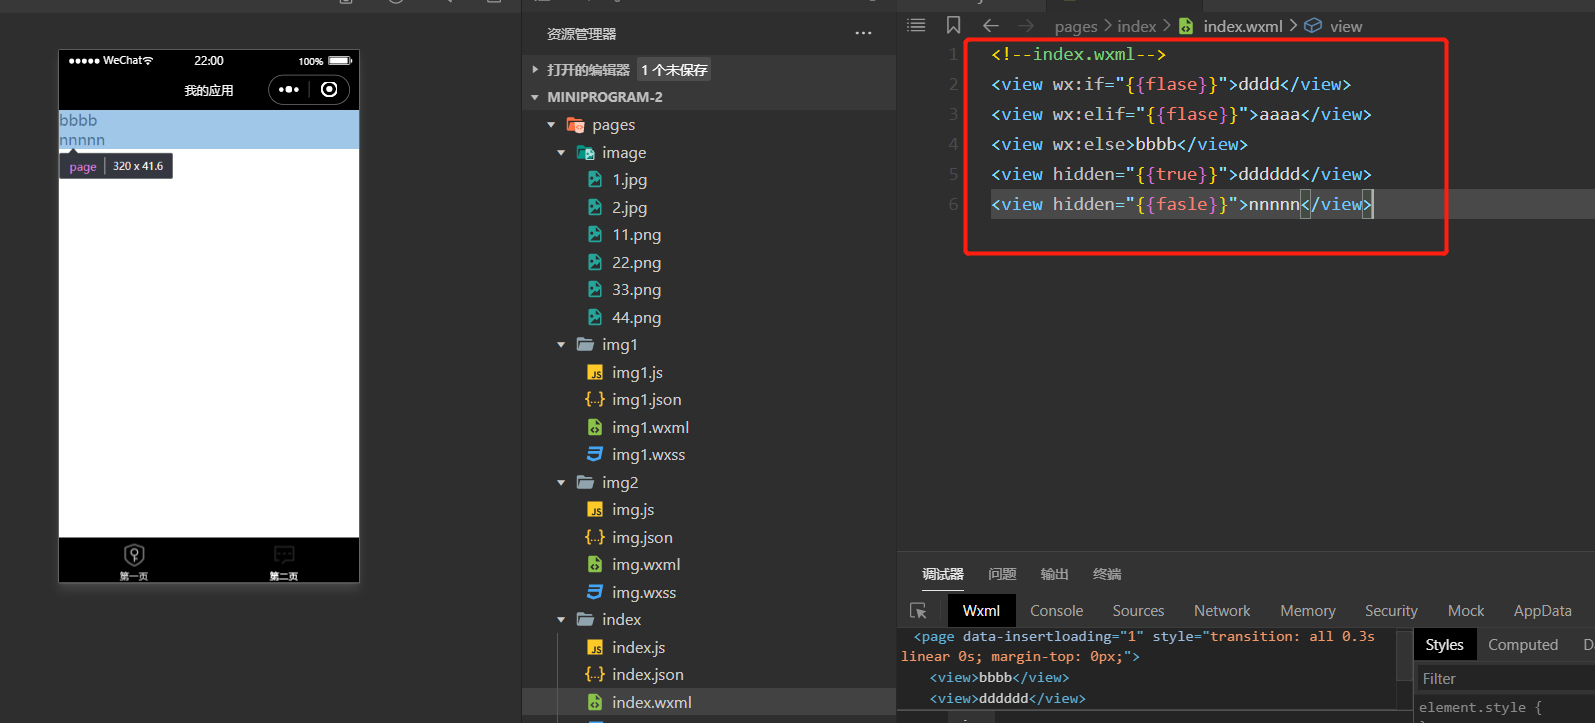 WeChat
22:00
100%
我的应用
bbbb
nnnnn
page 320 x 41.6
第一页
第二页
资源管理器
打开的编辑器 1 个未保存
MINIPROGRAM-2
pages
image
1.jpg
2.jpg
11.png
22.png
33.png
44.png
img1
img1.js
img1.json
img1.wxml
img1.wxss
img2
img.js
img.json
img.wxml
img.wxss
index
index.js
index.json
index.wxml
pages > index > index.wxml > view
1 <!--index.wxml-->
2 <view wx:if="{{flase}}">dddd</view>
3 <view wx:elif="{{flase}}">aaaa</view>
4 <view wx:else>bbbb</view>
5 <view hidden="{{true}}">dddddd</view>
6 <view hidden="{{fasle}}">nnnnn</view>
调试器 问题 输出 终端
Wxml Console Sources Network Memory Security Mock AppData
<page data-insertloading="1" style="transition: all 0.3s
linear 0s; margin-top: 0px;">
<view>bbbb</view>
<view>dddddd</view>
Styles Computed
Filter
element.style {